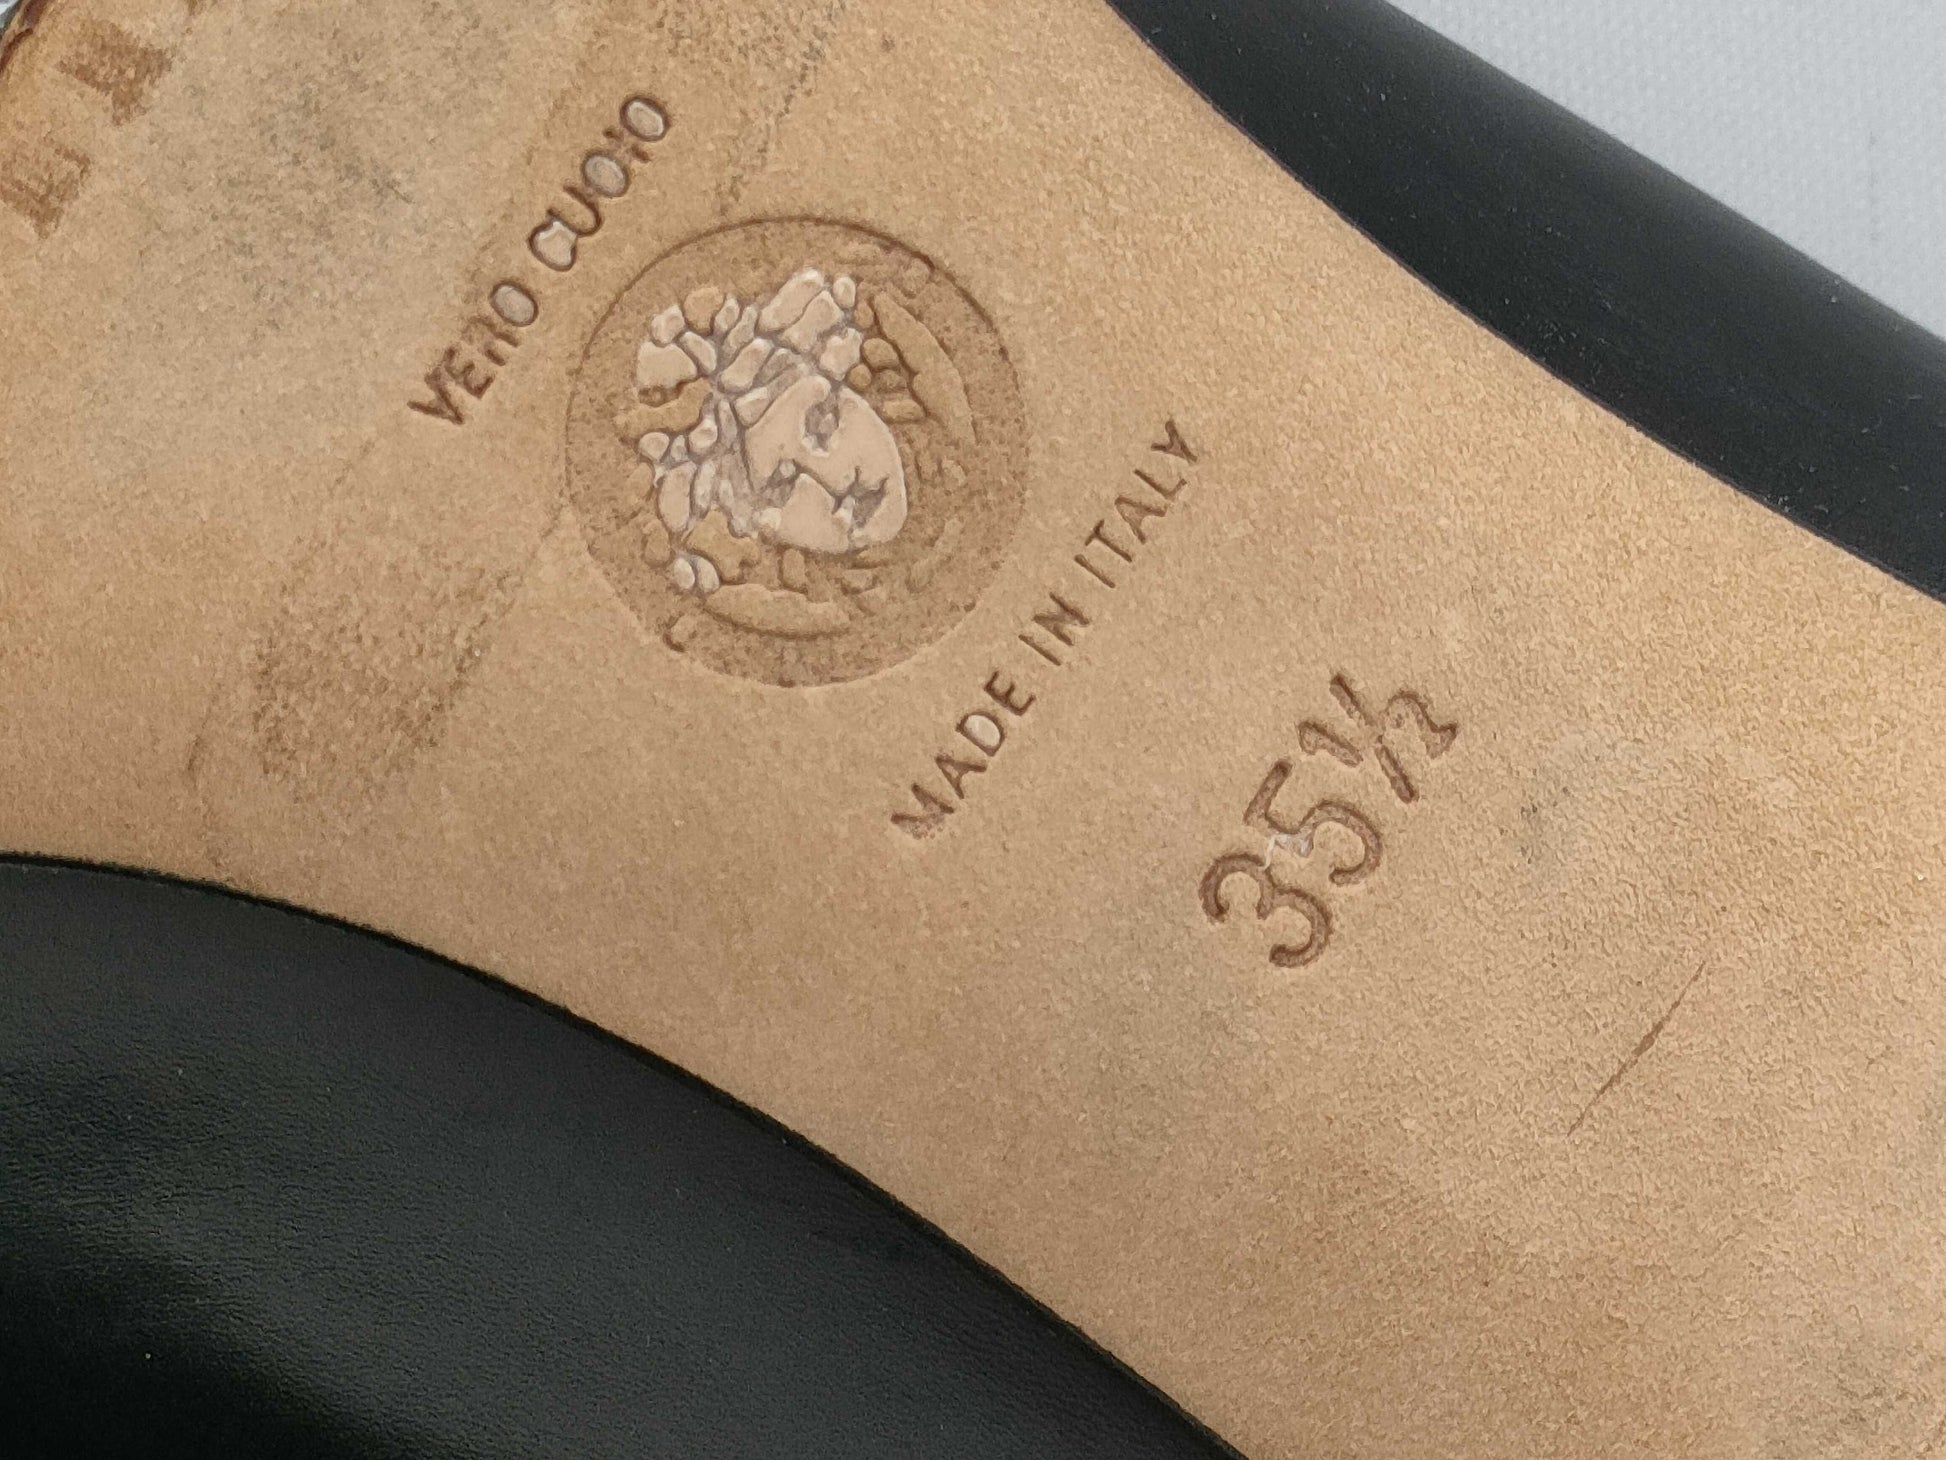 VERO CUOIO
MADE IN ITALY
35½